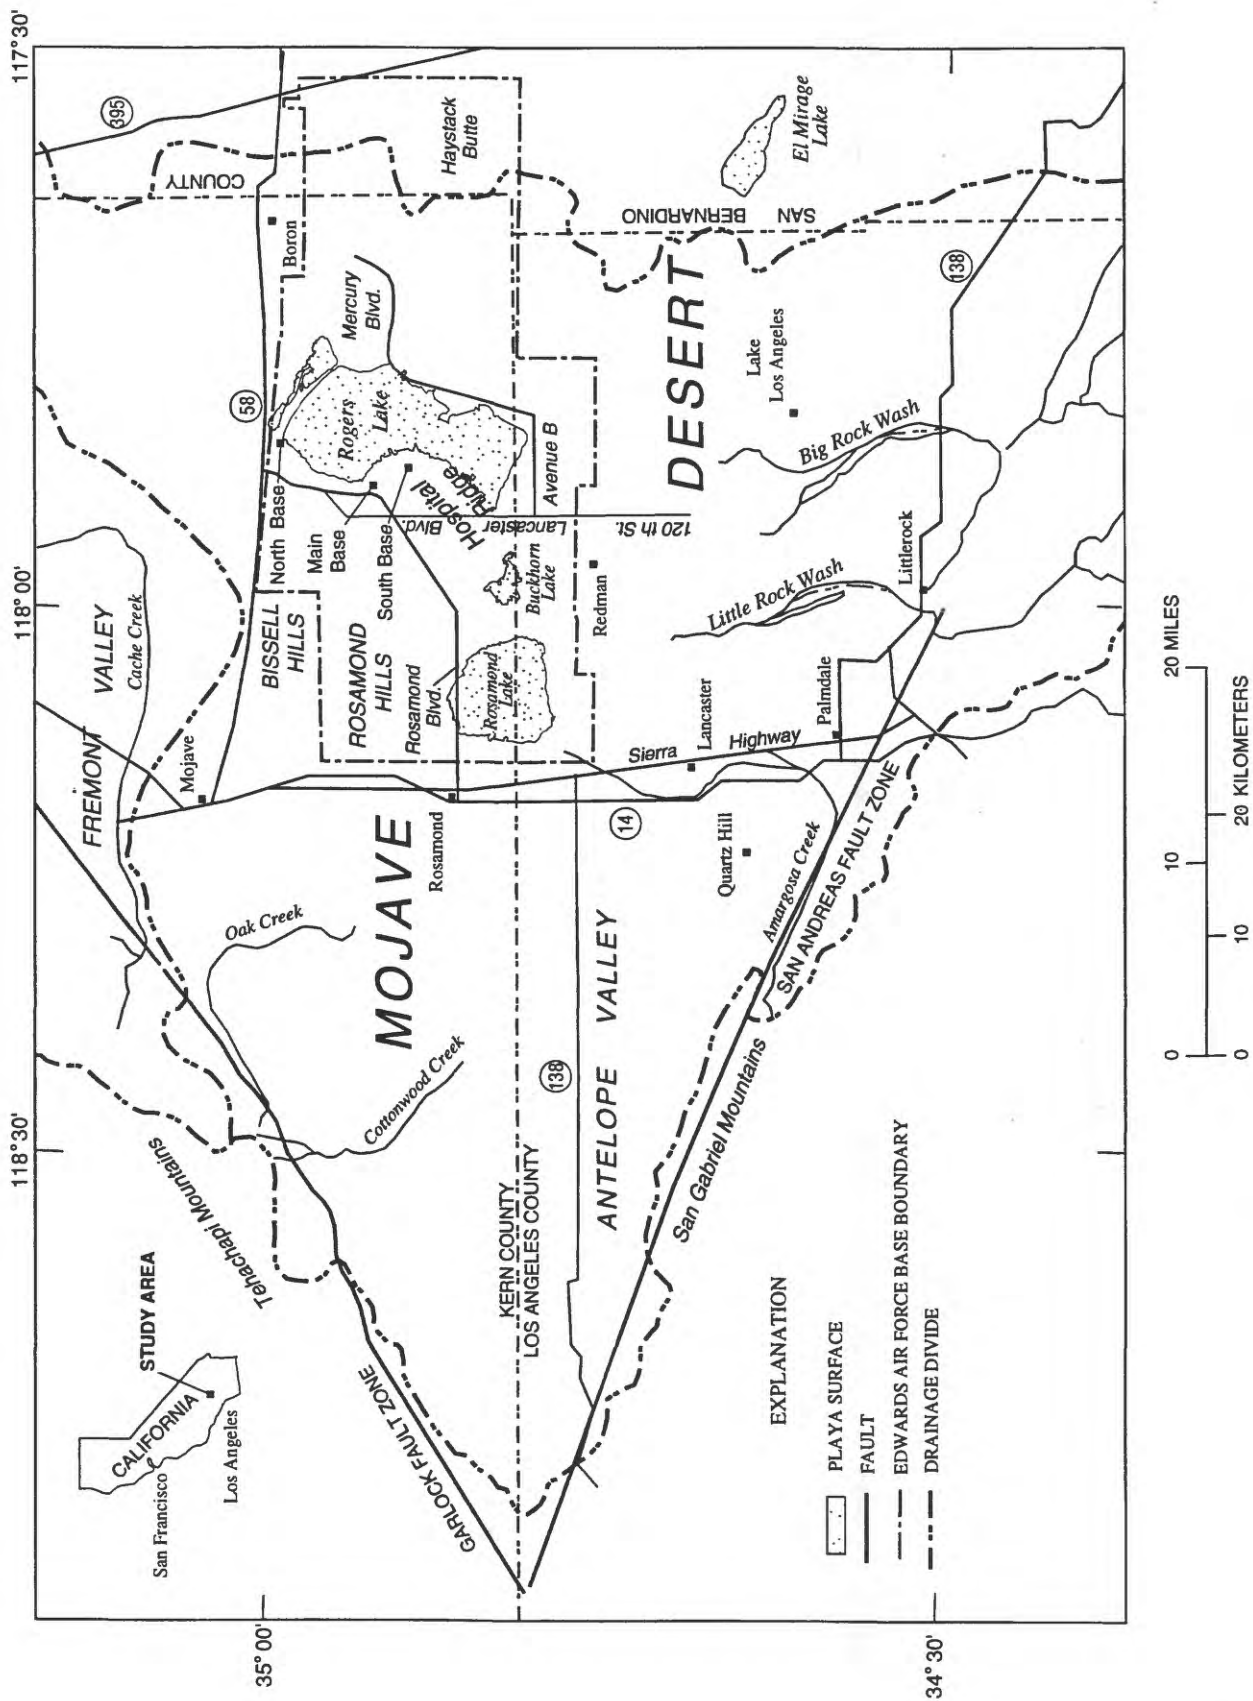 118°30'
118°00'
117°30'
35°00'
34°30'
STUDY AREA
CALIFORNIA
San Francisco
Los Angeles
Tehachapi Mountains
GARLOCK FAULT ZONE
Cottonwood Creek
Oak Creek
FREMONT
VALLEY
Cache Creek
Mojave
BISSELL
HILLS
58
395
COUNTY
Boron
North Base
Main
Base
South Base
Rogers
Lake
Mercury
Blvd.
Haystack
Butte
MOJAVE
ROSAMOND
HILLS
Rosamond
Blvd.
Rosamond
Hospital
Ridge
Lancaster Blvd.
Buckhorn
Lake
Rosamond
Lake
Avenue B
120 th St.
KERN COUNTY
LOS ANGELES COUNTY
138
14
Redman
DESERT
SAN BERNARDINO
El Mirage
Lake
ANTELOPE VALLEY
Sierra Highway
Lancaster
Quartz Hill
Palmdale
Little Rock Wash
Littlerock
Big Rock Wash
Lake
Los Angeles
138
Amargosa Creek
SAN ANDREAS FAULT ZONE
San Gabriel Mountains
EXPLANATION
PLAYA SURFACE
FAULT
EDWARDS AIR FORCE BASE BOUNDARY
DRAINAGE DIVIDE
0 10 20 MILES
0 10 20 KILOMETERS